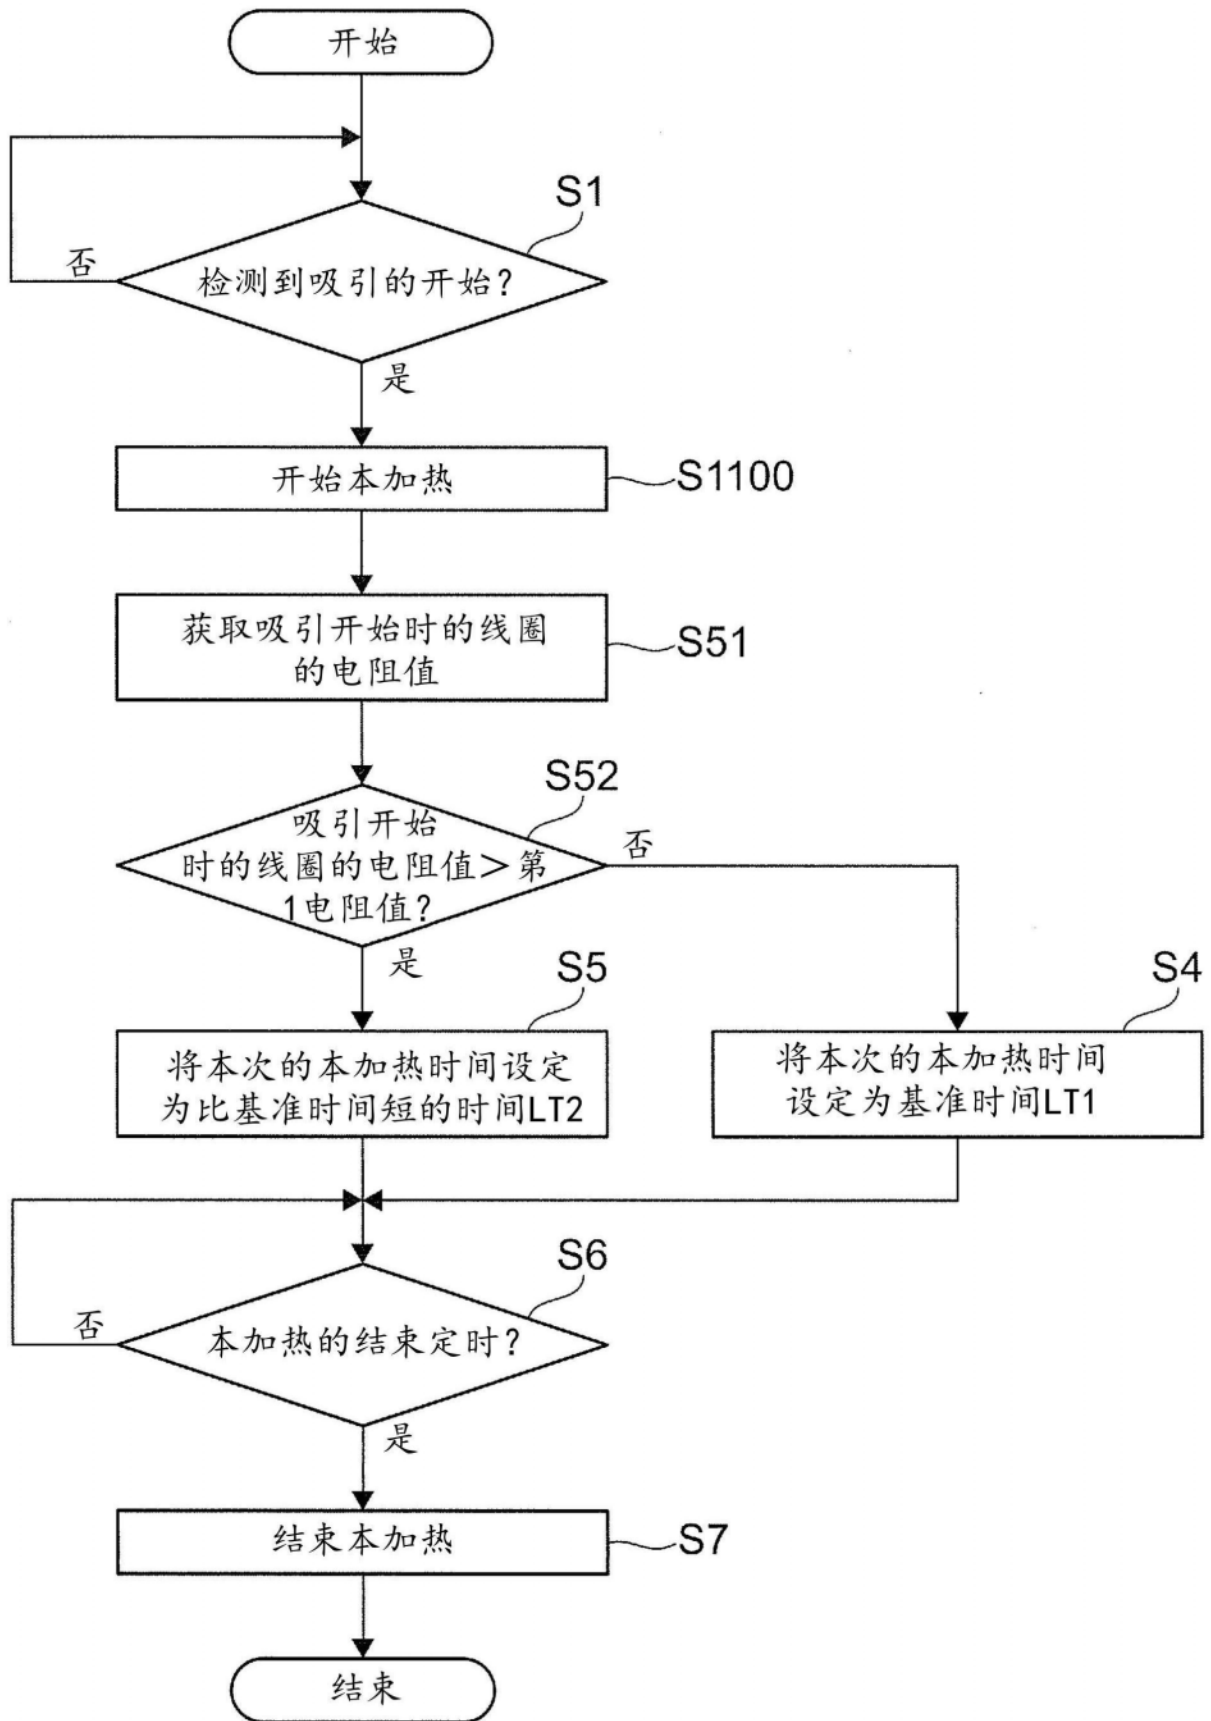 开始
S1
否
检测到吸引的开始？
是
开始本加热
S1100
获取吸引开始时的线圈
的电阻值
S51
S52
吸引开始
时的线圈的电阻值＞第
1电阻值？
否
是
S5
S4
将本次的本加热时间设定
为比基准时间短的时间LT2
将本次的本加热时间
设定为基准时间LT1
S6
否
本加热的结束定时？
是
结束本加热
S7
结束